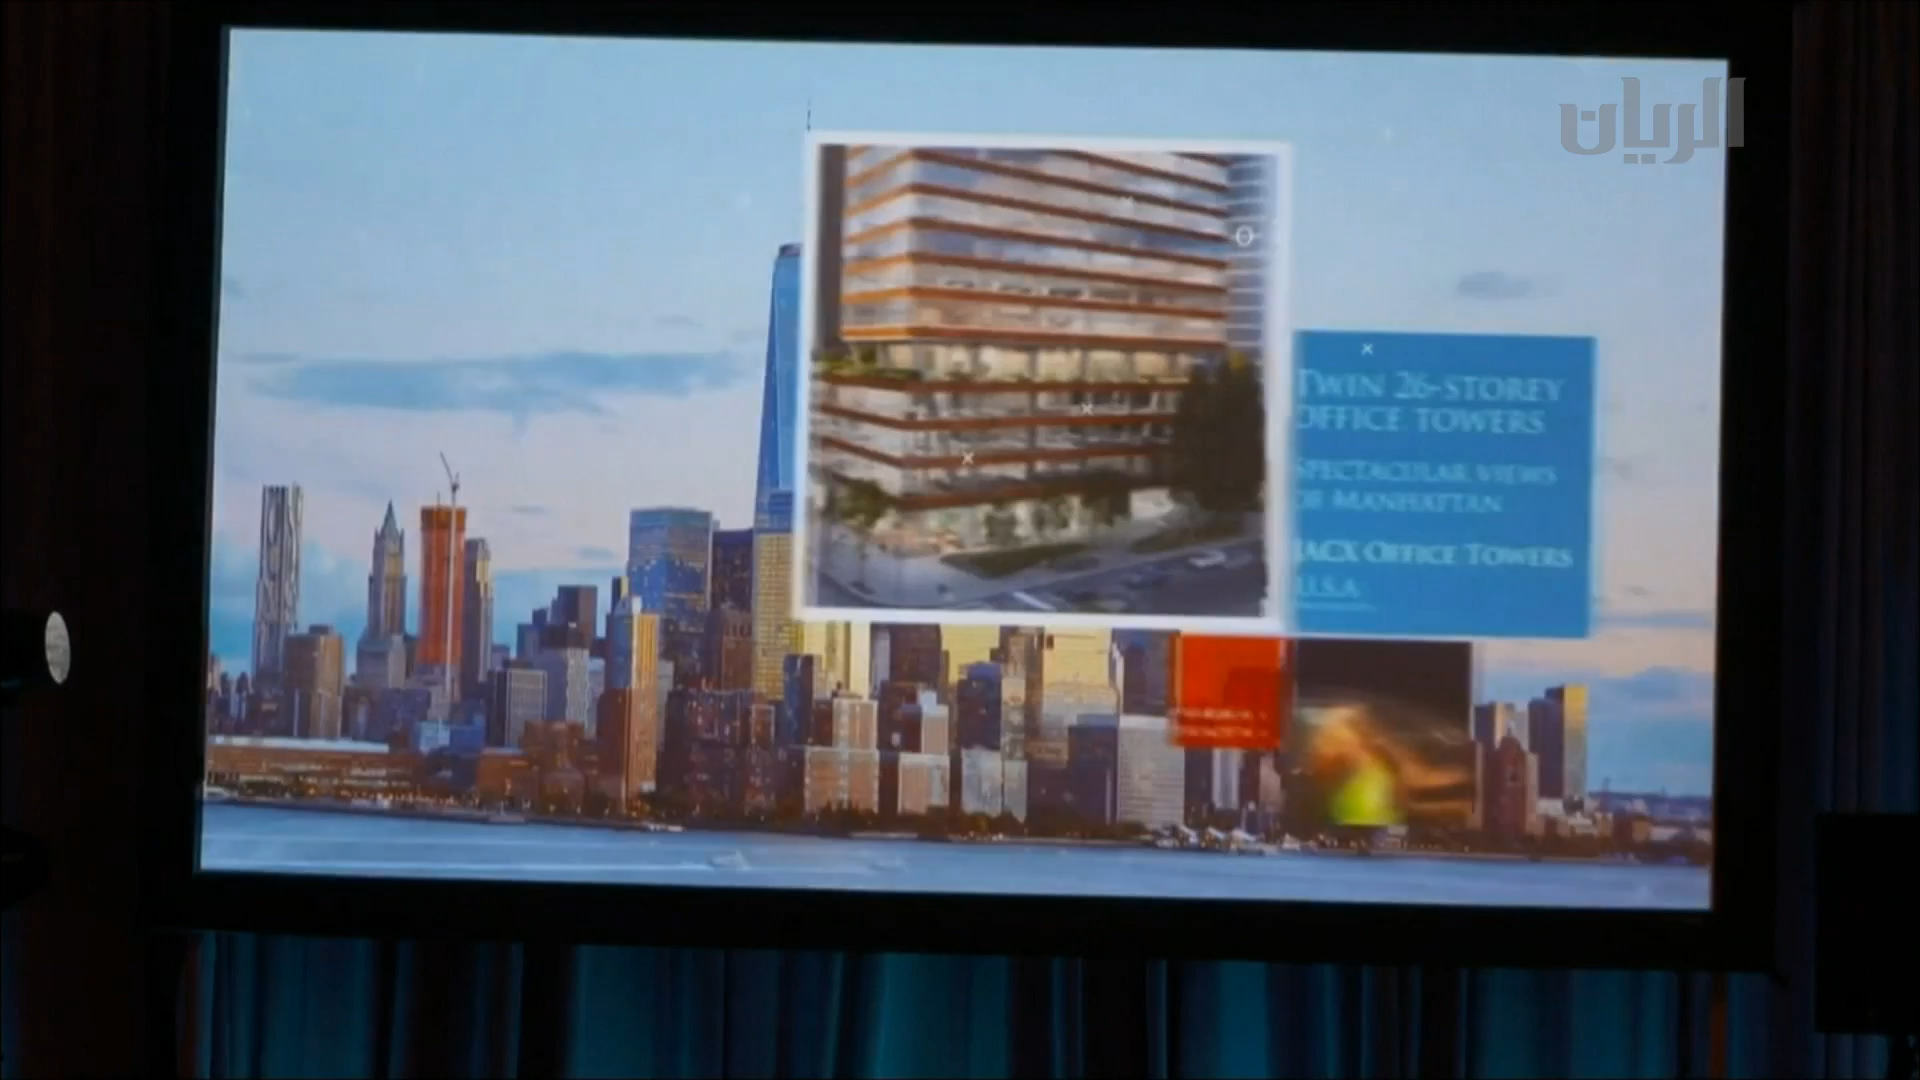 الريان
TWIN 26-STOREY
OFFICE TOWERS
SPECTACULAR VIEWS
OF MANHATTAN
JACX OFFICE TOWERS
U.S.A.